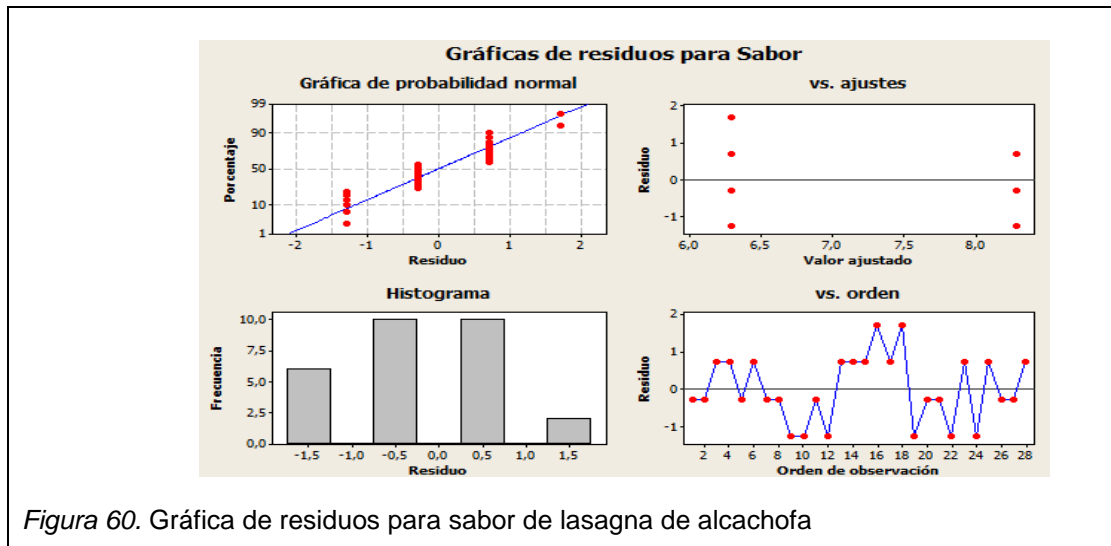 Gráficas de residuos para Sabor
Gráfica de probabilidad normal
99
90
50
10
1
Porcentaje
-2 -1 0 1 2
Residuo
vs. ajustes
2
1
0
-1
Residuo
6,0 6,5 7,0 7,5 8,0
Valor ajustado
Histograma
10,0
7,5
5,0
2,5
0,0
Frecuencia
-1,5 -1,0 -0,5 0,0 0,5 1,0 1,5
Residuo
vs. orden
2
1
0
-1
Residuo
2 4 6 8 10 12 14 16 18 20 22 24 26 28
Orden de observación
Figura 60. Gráfica de residuos para sabor de lasagna de alcachofa